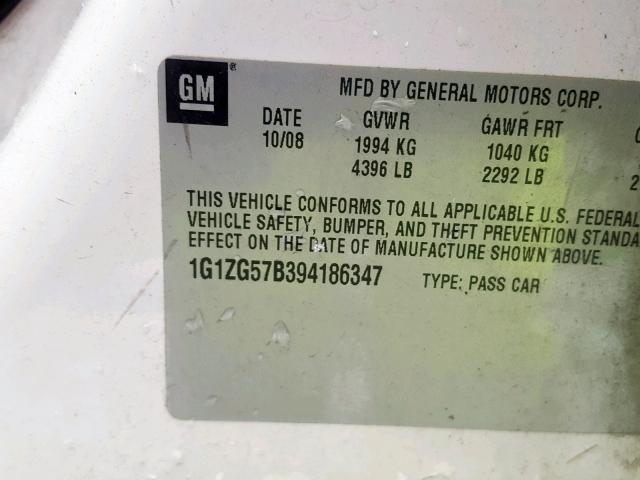 GM®
MFD BY GENERAL MOTORS CORP.
DATE GVWR GAWR FRT
10/08 1994 KG 1040 KG
4396 LB 2292 LB 2
THIS VEHICLE CONFORMS TO ALL APPLICABLE U.S. FEDERAL
VEHICLE SAFETY, BUMPER, AND THEFT PREVENTION STANDA
EFFECT ON THE DATE OF MANUFACTURE SHOWN ABOVE.
1G1ZG57B394186347 TYPE: PASS CAR